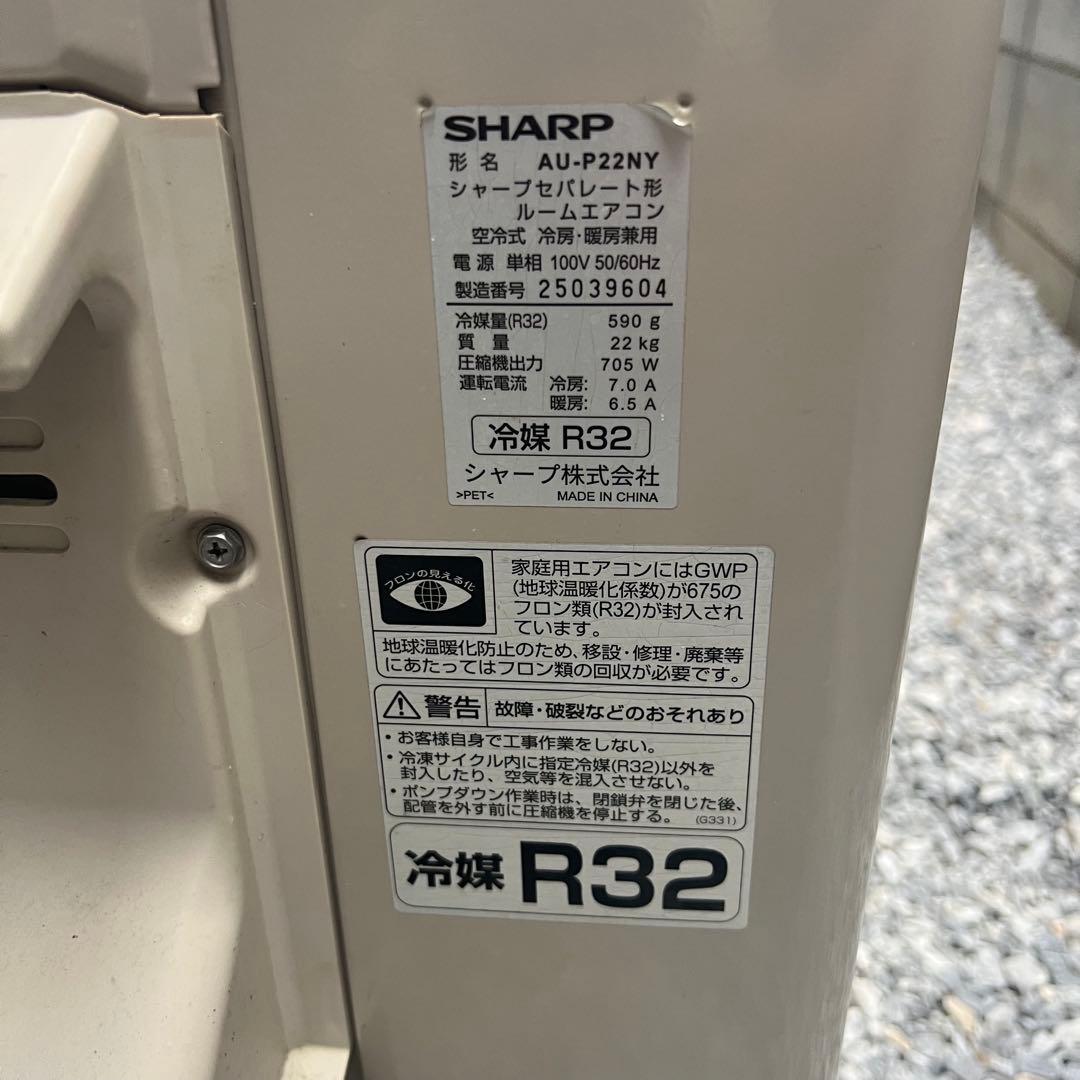 SHARP
形名 AU-P22NY
シャープセパレート形
ルームエアコン
空冷式 冷房・暖房兼用
電源 単相 100V 50/60Hz
製造番号 25039604
冷媒量(R32) 590 g
質量 22 kg
圧縮機出力 705 W
運転電流 冷房: 7.0 A
暖房: 6.5 A
冷媒 R32
シャープ株式会社
>PET< MADE IN CHINA
フロンの見える化
家庭用エアコンにはGWP
(地球温暖化係数)が675の
フロン類(R32)が封入され
ています。
地球温暖化防止のため、移設・修理・廃棄等
にあたってはフロン類の回収が必要です。
警告 故障・破裂などのおそれあり
・お客様自身で工事作業をしない。
・冷凍サイクル内に指定冷媒(R32)以外を
封入したり、空気等を混入させない。
・ポンプダウン作業時は、閉鎖弁を閉じた後、
配管を外す前に圧縮機を停止する。 (G331)
冷媒 R32